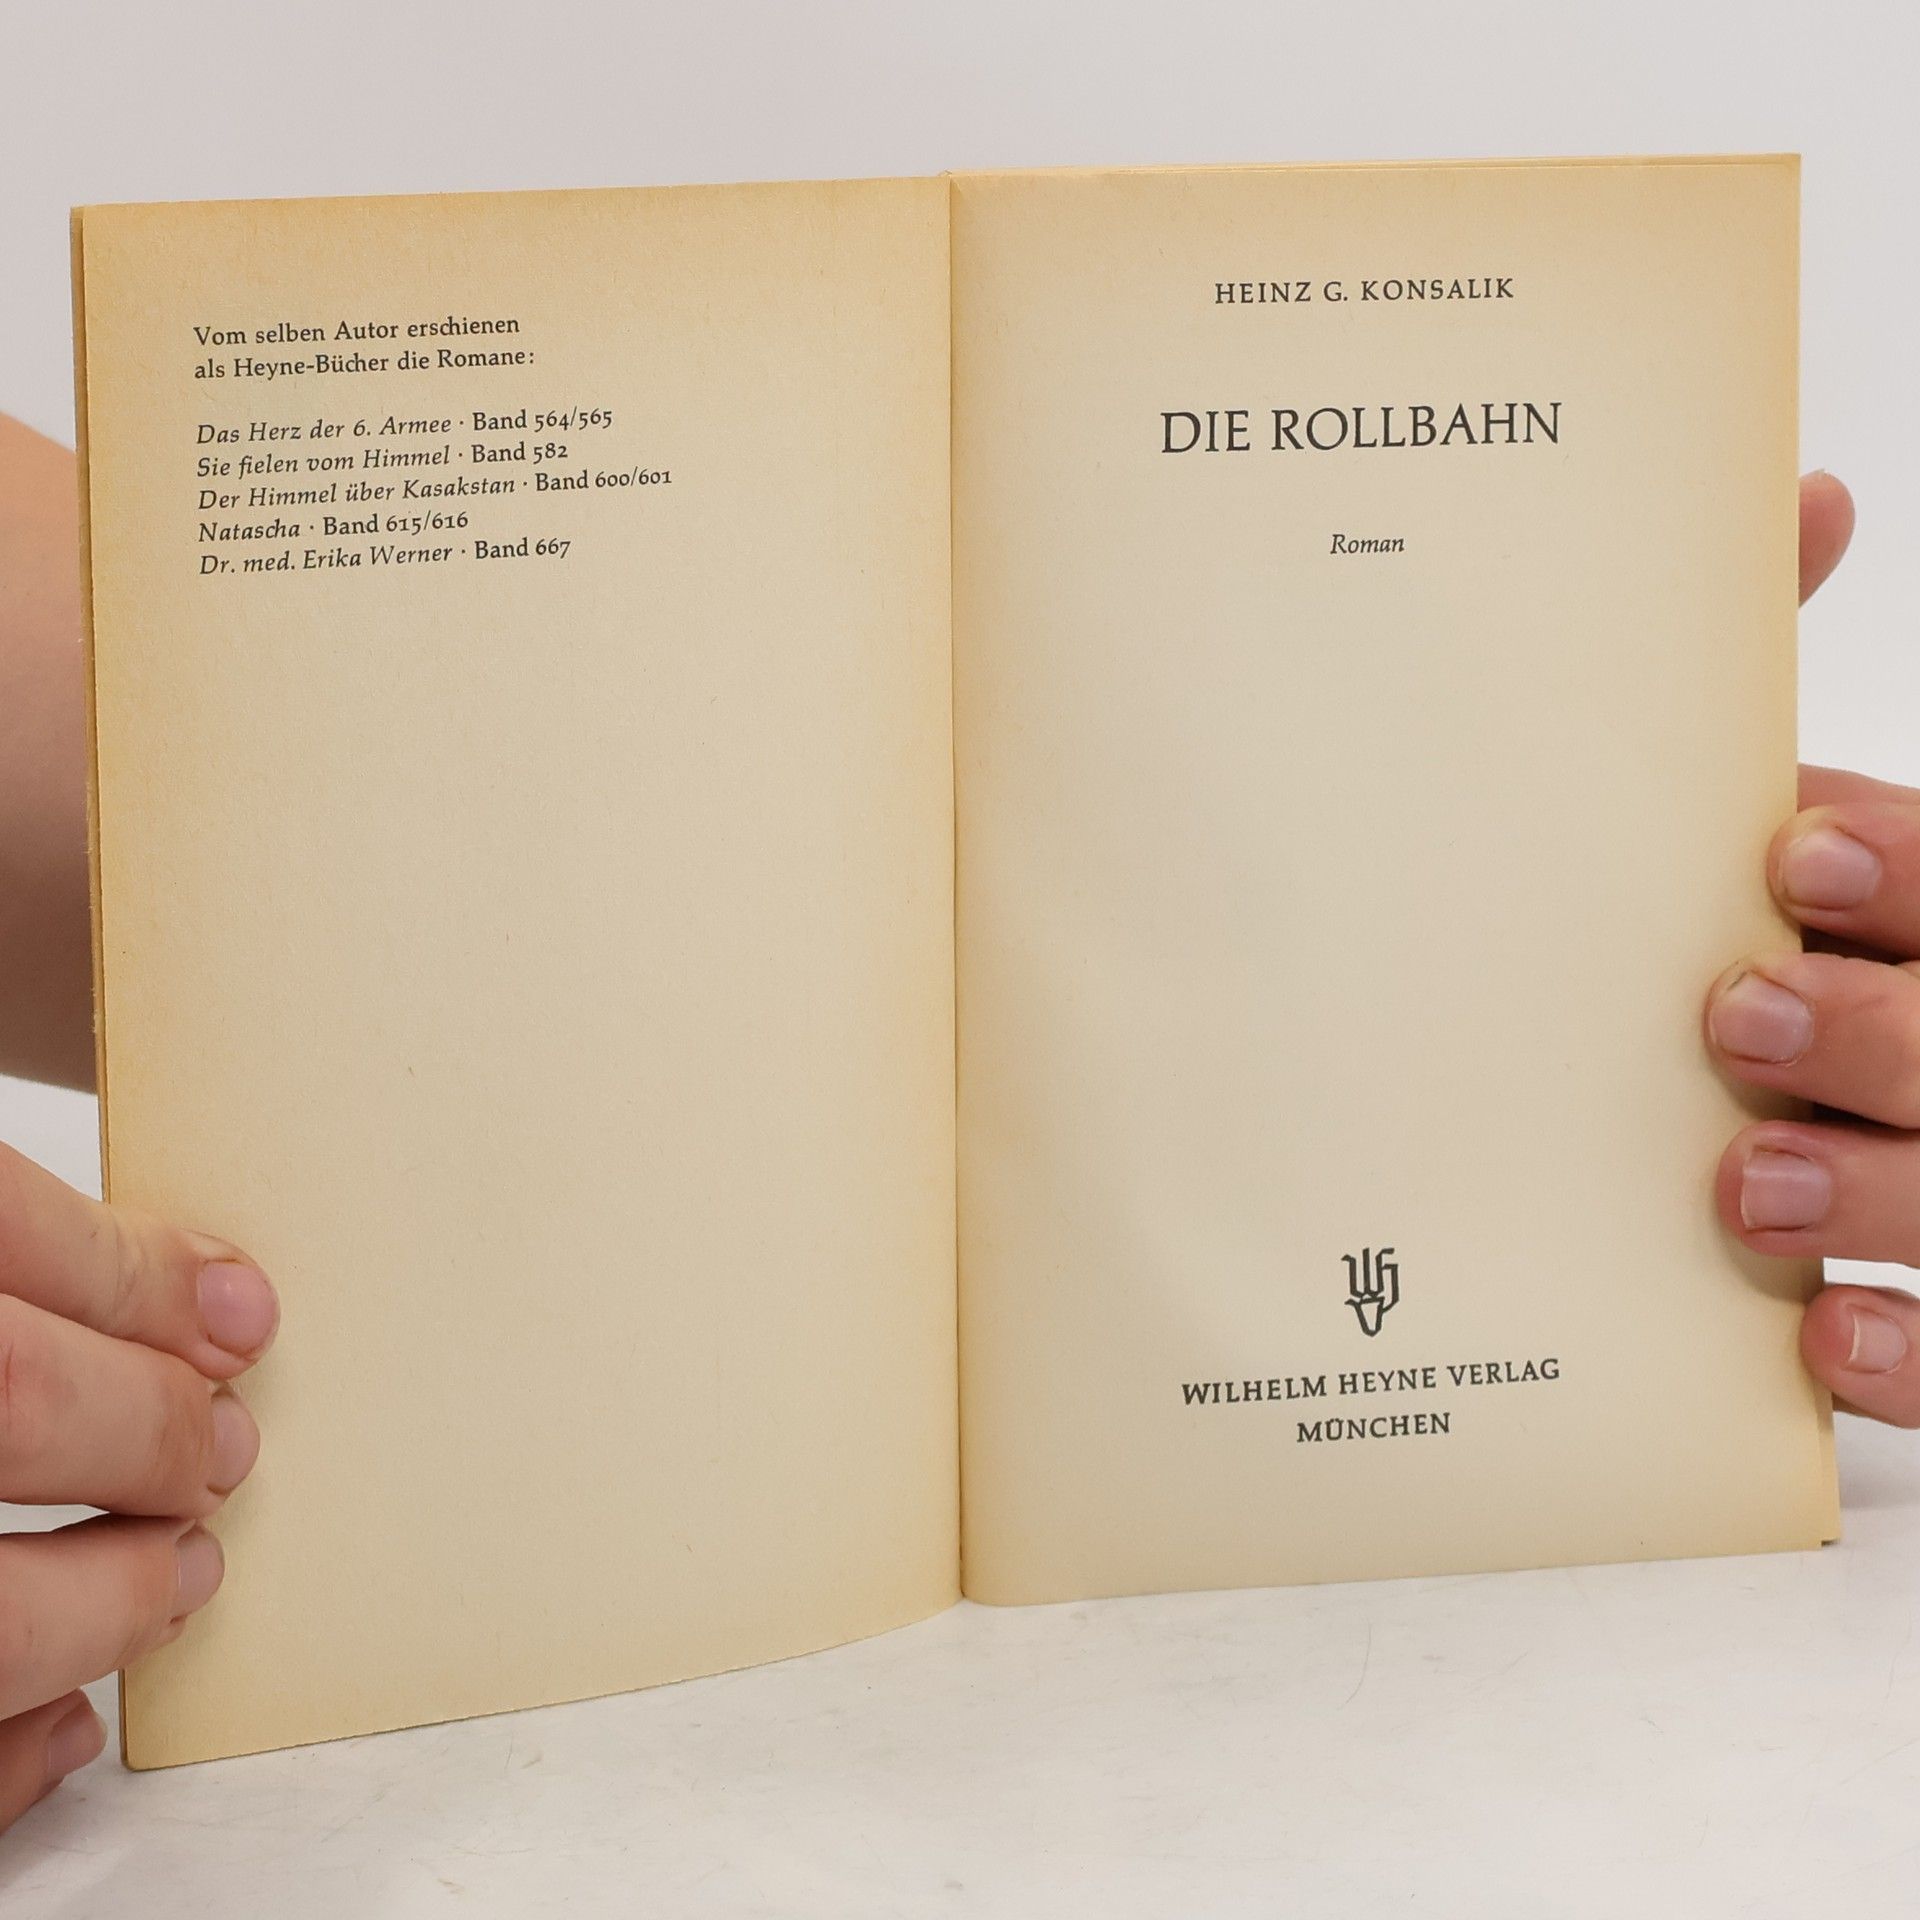 Vom selben Autor erschienen
als Heyne-Bücher die Romane:
Das Herz der 6. Armee · Band 564/565
Sie fielen vom Himmel · Band 582
Der Himmel über Kasakstan · Band 600/601
Natascha · Band 615/616
Dr. med. Erika Werner · Band 667
HEINZ G. KONSALIK
DIE ROLLBAHN
Roman
WHV
WILHELM HEYNE VERLAG
MÜNCHEN